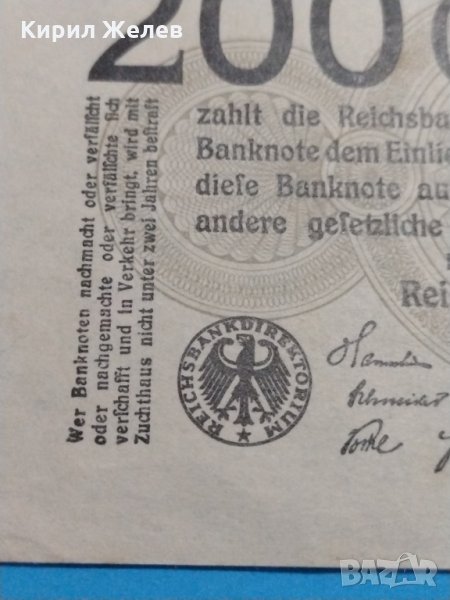 Кирил Желев
200
zahlt die Reichsba
Banknote dem Einlie
diese Banknote au
andere gesetzliche
Rei
Wer Banknoten nachmacht oder verfälscht
oder nachgemachte oder verfälschte sich
verschafft und in Verkehr bringt, wird mit
Zuchthaus nicht unter zwei Jahren bestraft
REICHSBANKDIREKTORIUM
Schneider
bazar